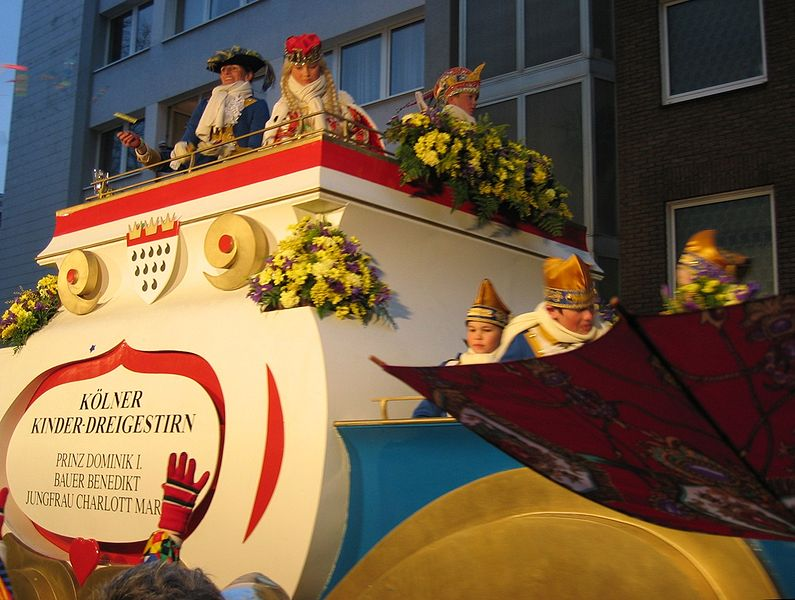 KÖLNER
KINDER-DREIGESTIRN
PRINZ DOMINIK I.
BAUER BENEDIKT
JUNGFRAU CHARLOTT